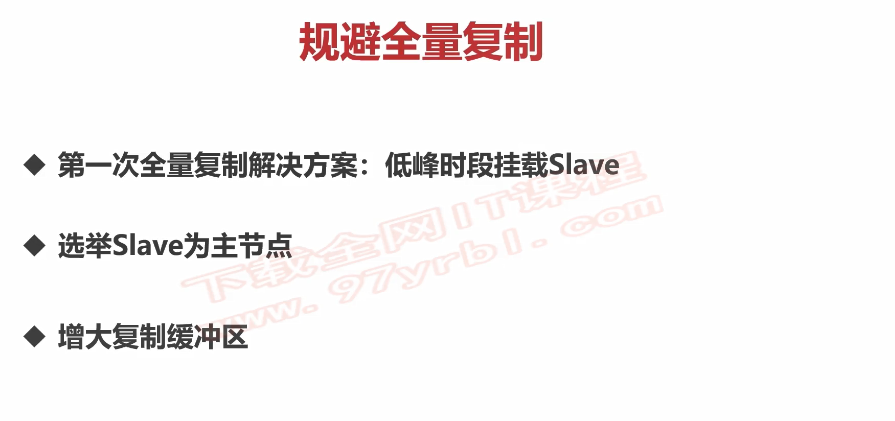 规避全量复制
◆ 第一次全量复制解决方案：低峰时段挂载Slave
◆ 选举Slave为主节点
◆ 增大复制缓冲区
下载全网IT课程
www.97yrbl.com